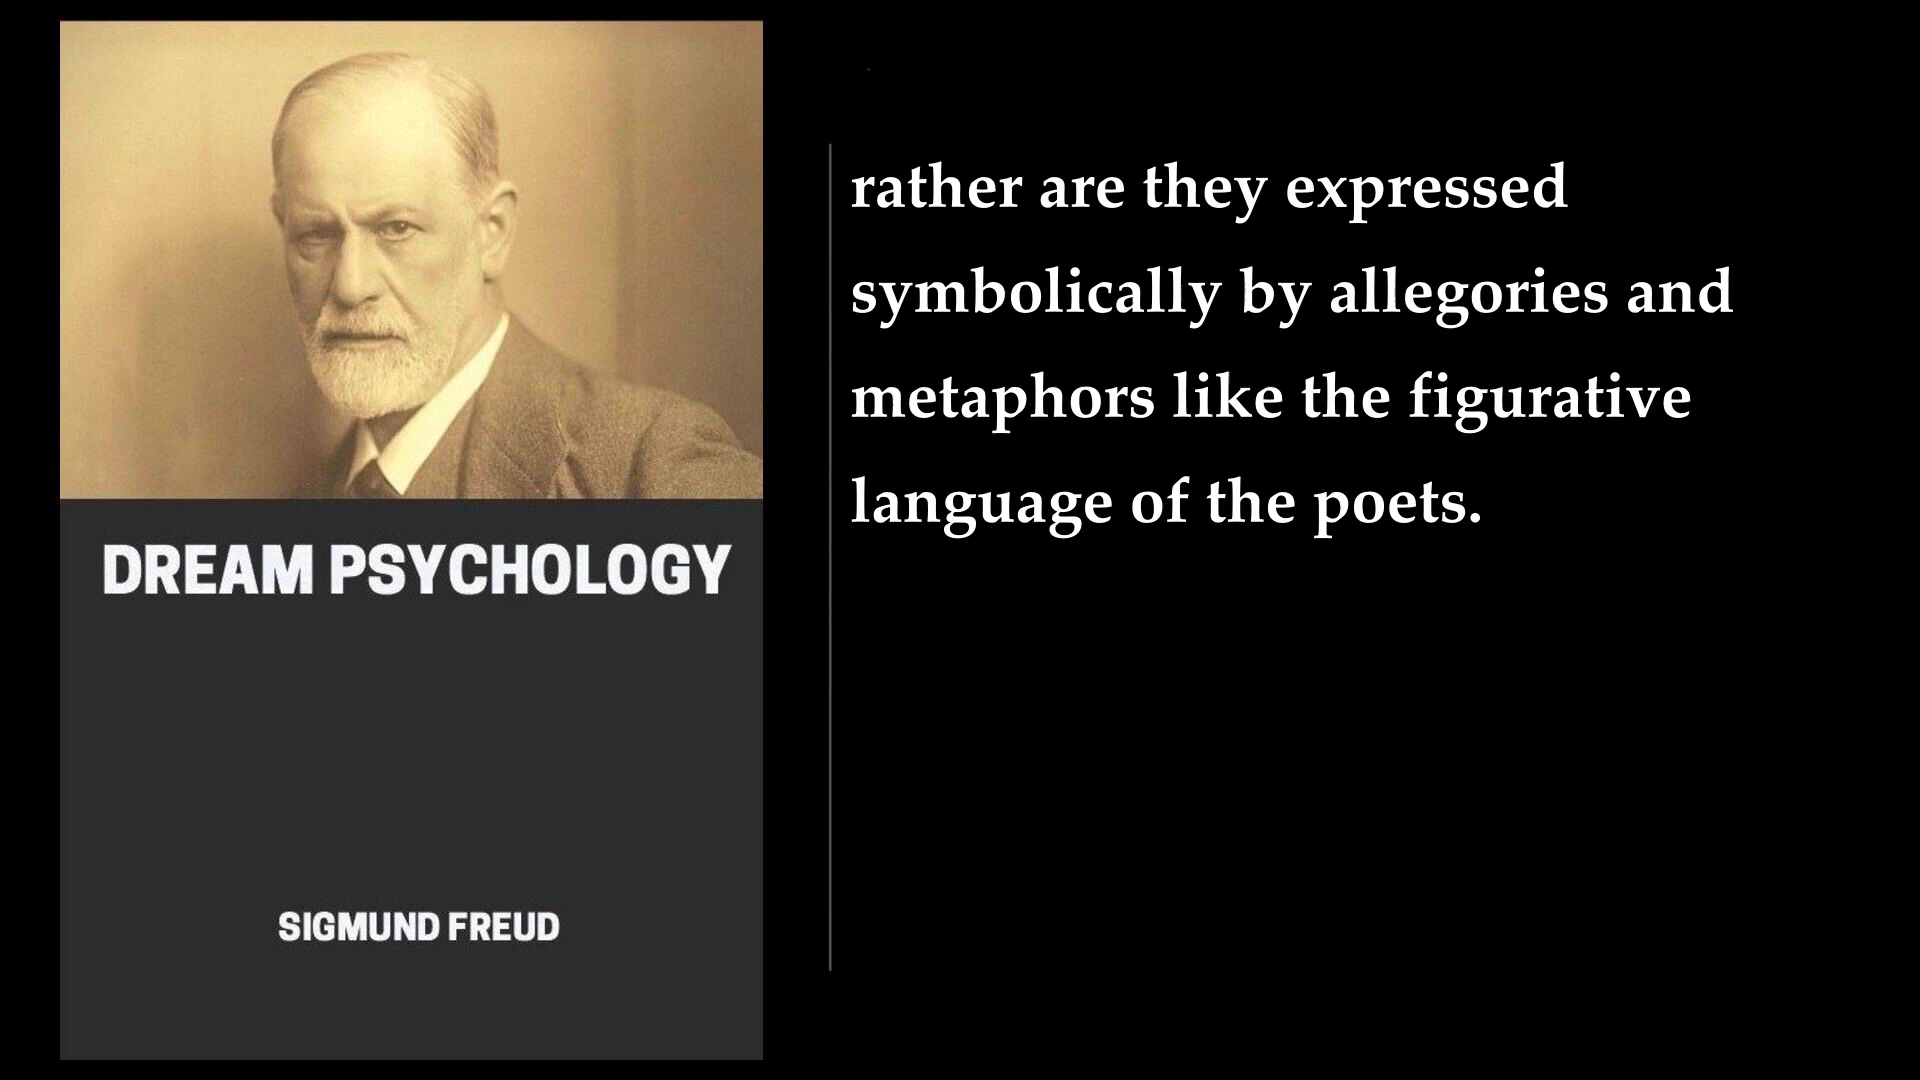 DREAM PSYCHOLOGY
SIGMUND FREUD
rather are they expressed
symbolically by allegories and
metaphors like the figurative
language of the poets.